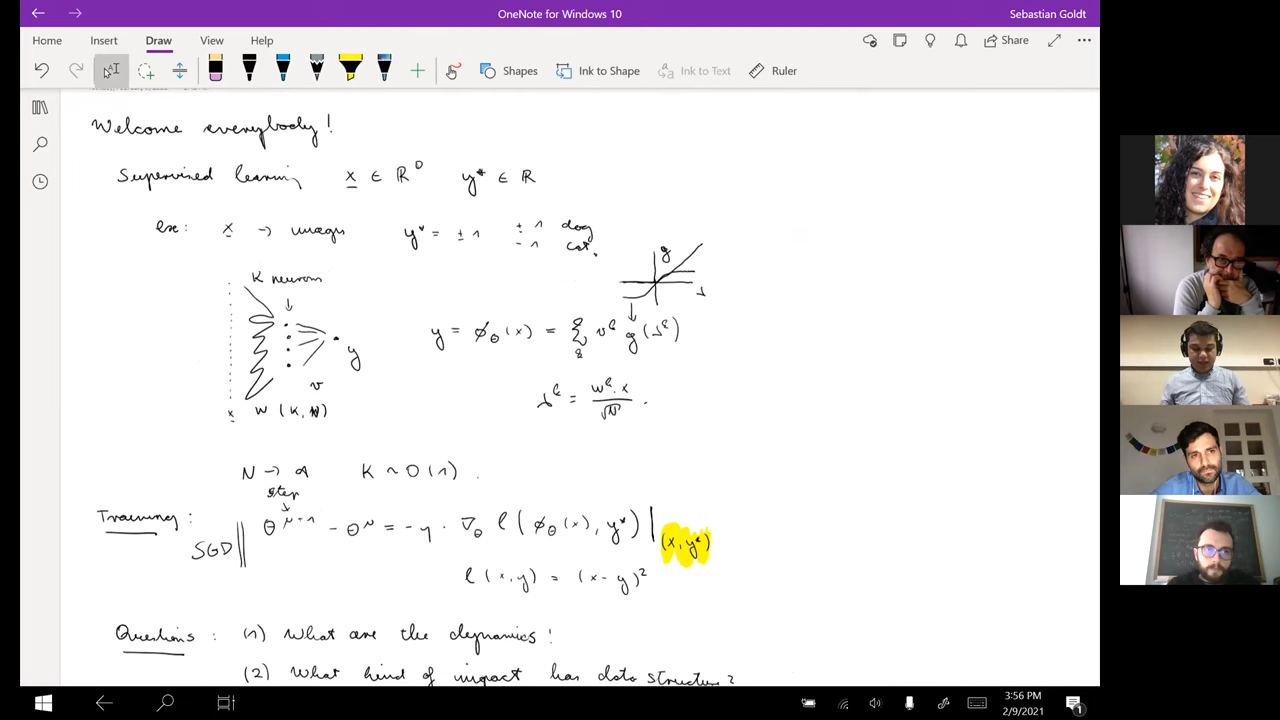 OneNote for Windows 10
Sebastian Goldt
Home Insert Draw View Help
Share
Shapes Ink to Shape Ink to Text Ruler
Welcome everybody!
Supervised learning x ∈ ℝ^D y* ∈ ℝ
ex: x → images y* = ± 1 + 1 dog
- 1 cat.
g
K neurons
λ
y = ϕ_θ(x) = Σ_k v^k g(λ^k)
y
v
λ^k = w^k · x / √N .
x W (K, N)
N → ∞ K ~ O(1) .
step
Training: θ^{μ+1} - θ^μ = -η · ∇_θ l(ϕ_θ(x), y*) |_(x, y*)
SGD
l(x,y) = (x-y)²
Questions: (1) What are the dynamics!
(2) What kind of impact has data structure?
3:56 PM
2/9/2021
1